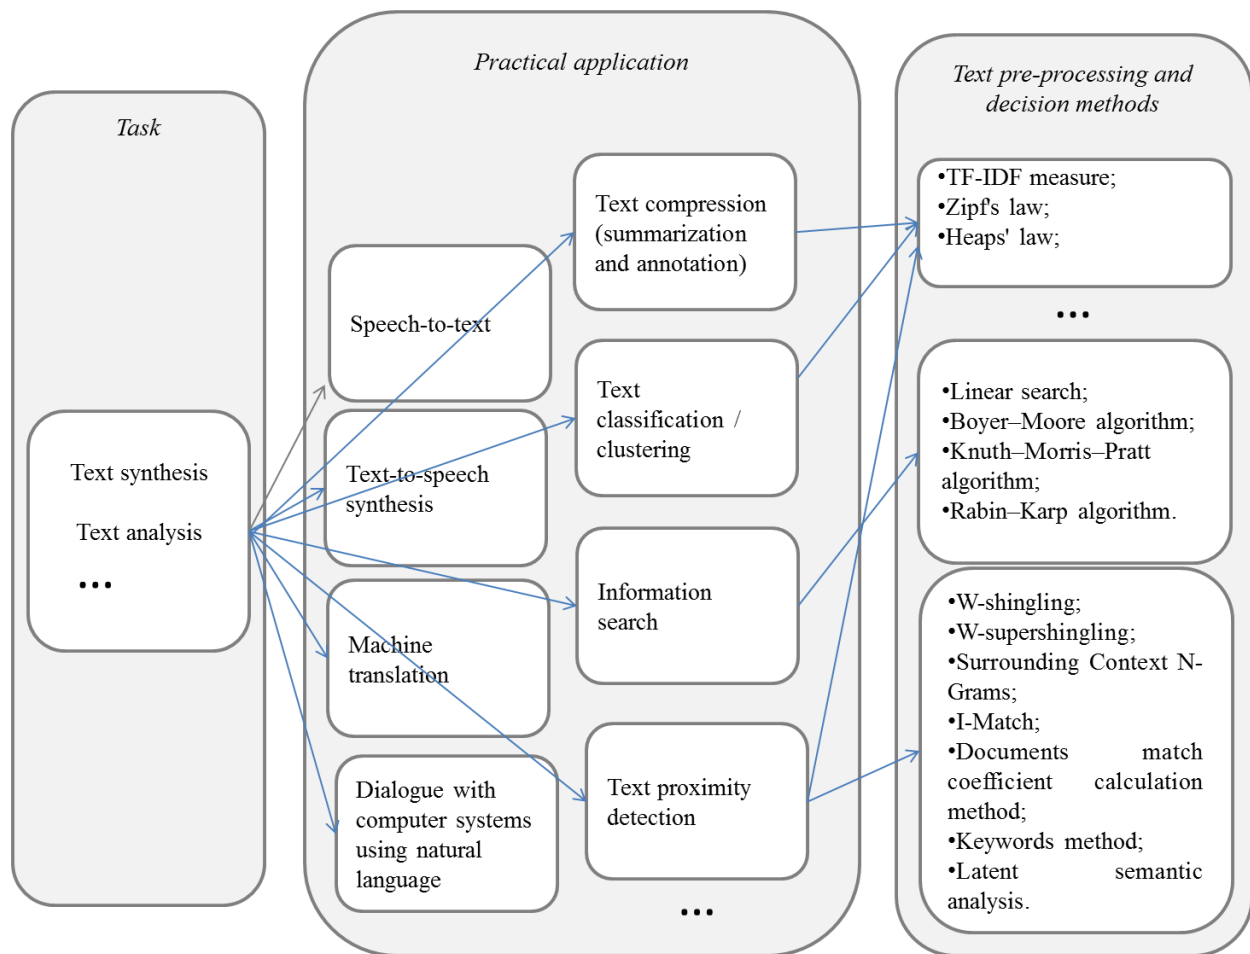 Task
Text synthesis
Text analysis
...
Practical application
Speech-to-text
Text-to-speech
synthesis
Machine
translation
Dialogue with
computer systems
using natural
language
Text compression
(summarization
and annotation)
Text
classification /
clustering
Information
search
Text proximity
detection
...
Text pre-processing and
decision methods
•TF-IDF measure;
•Zipf's law;
•Heaps' law;
...
•Linear search;
•Boyer–Moore algorithm;
•Knuth–Morris–Pratt
algorithm;
•Rabin–Karp algorithm.
•W-shingling;
•W-supershingling;
•Surrounding Context N-
Grams;
•I-Match;
•Documents match
coefficient calculation
method;
•Keywords method;
•Latent semantic
analysis.